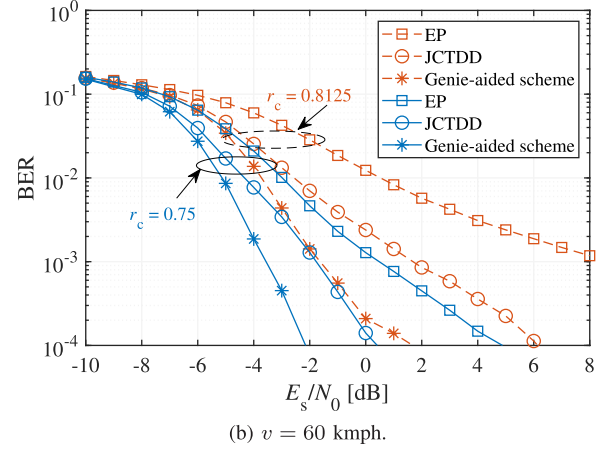 10^0
10^-1
10^-2
10^-3
10^-4
BER
EP
JCTDD
Genie-aided scheme
EP
JCTDD
Genie-aided scheme
r_c = 0.8125
r_c = 0.75
-10 -8 -6 -4 -2 0 2 4 6 8
E_s/N_0 [dB]
(b) v = 60 kmph.